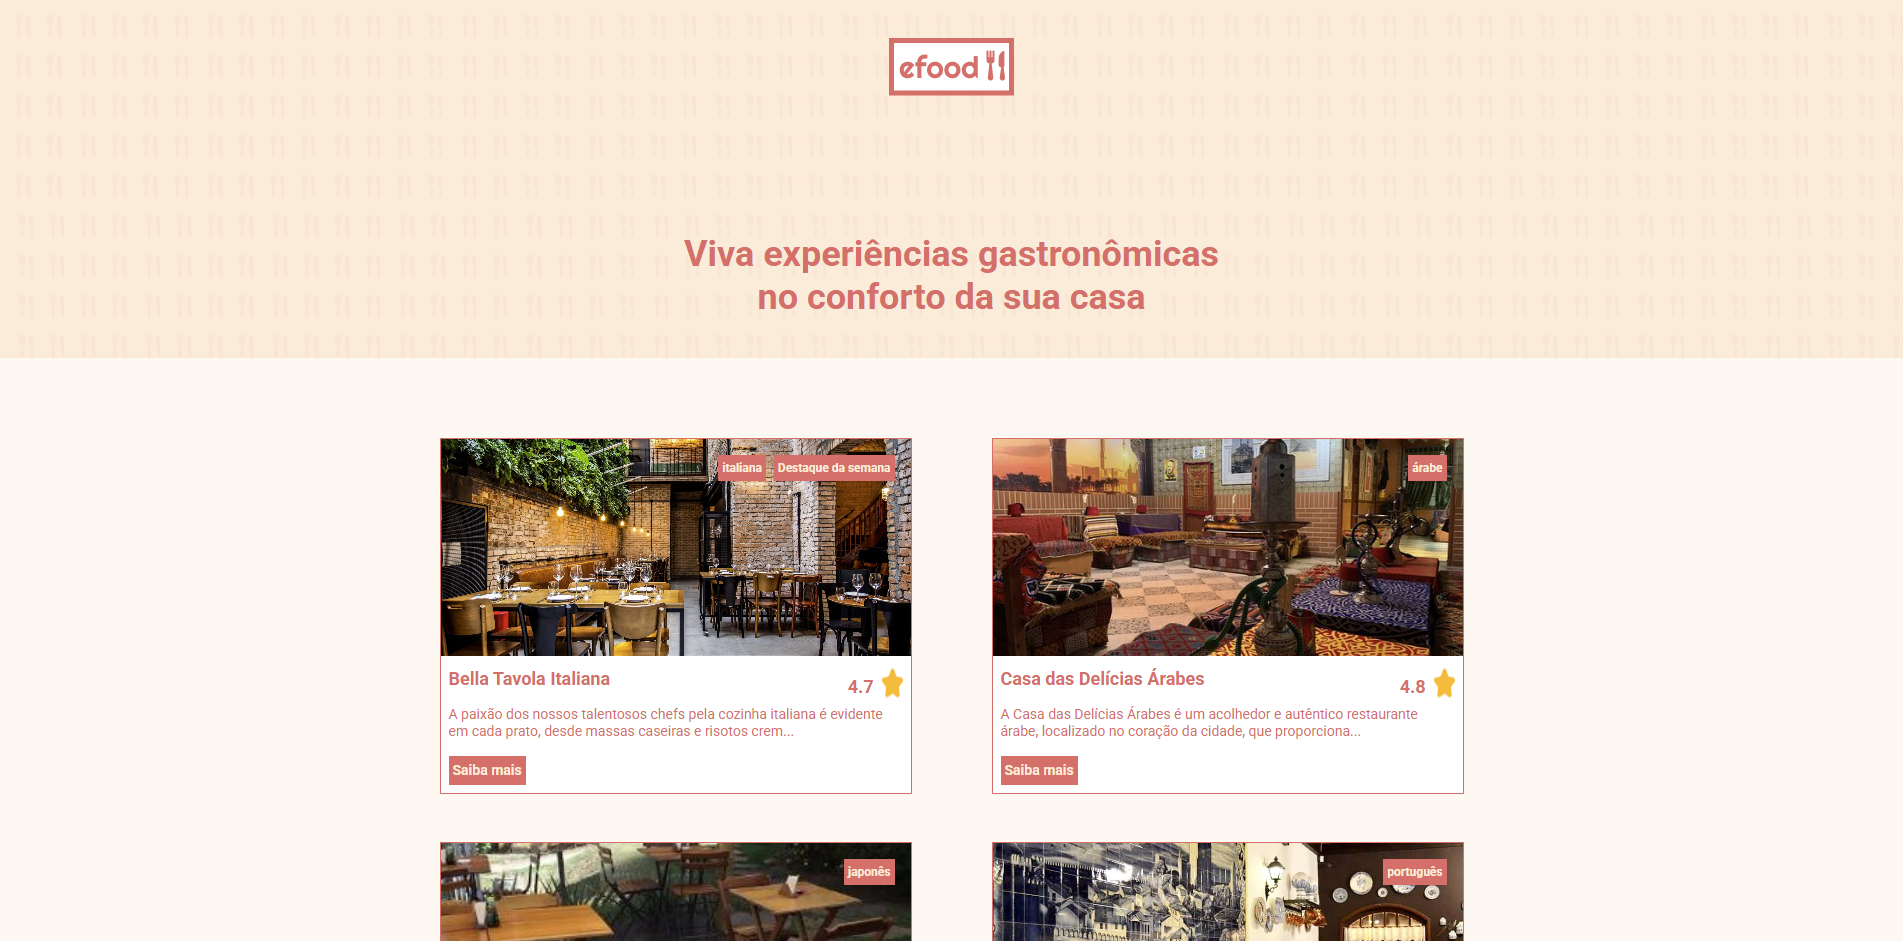 efood
Viva experiências gastronômicas
no conforto da sua casa
italiana
Destaque da semana
Bella Tavola Italiana
4.7
A paixão dos nossos talentosos chefs pela cozinha italiana é evidente
em cada prato, desde massas caseiras e risotos crem...
Saiba mais
árabe
Casa das Delícias Árabes
4.8
A Casa das Delícias Árabes é um acolhedor e autêntico restaurante
árabe, localizado no coração da cidade, que proporciona...
Saiba mais
japonês
português